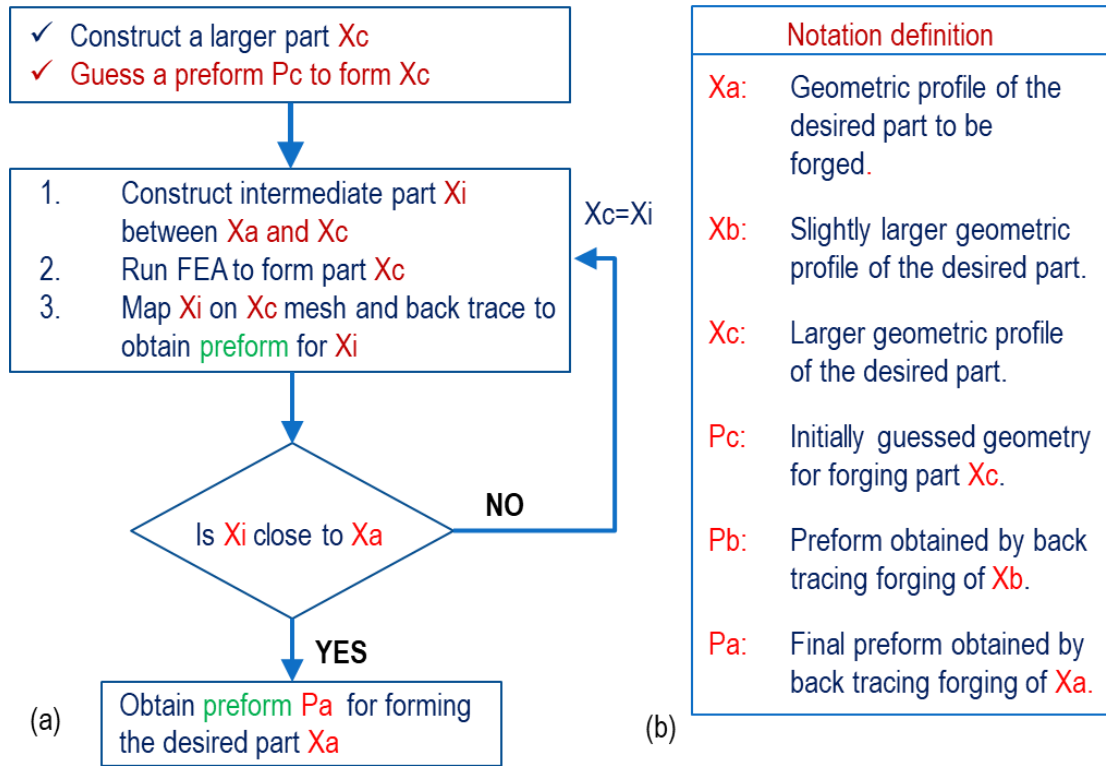 ✓ Construct a larger part Xc
✓ Guess a preform Pc to form Xc
1. Construct intermediate part Xi
between Xa and Xc
2. Run FEA to form part Xc
3. Map Xi on Xc mesh and back trace to
obtain preform for Xi
Xc=Xi
Is Xi close to Xa
NO
YES
Obtain preform Pa for forming
the desired part Xa
(a)
Notation definition
Xa: Geometric profile of the
desired part to be
forged.
Xb: Slightly larger geometric
profile of the desired part.
Xc: Larger geometric profile
of the desired part.
Pc: Initially guessed geometry
for forging part Xc.
Pb: Preform obtained by back
tracing forging of Xb.
Pa: Final preform obtained by
back tracing forging of Xa.
(b)